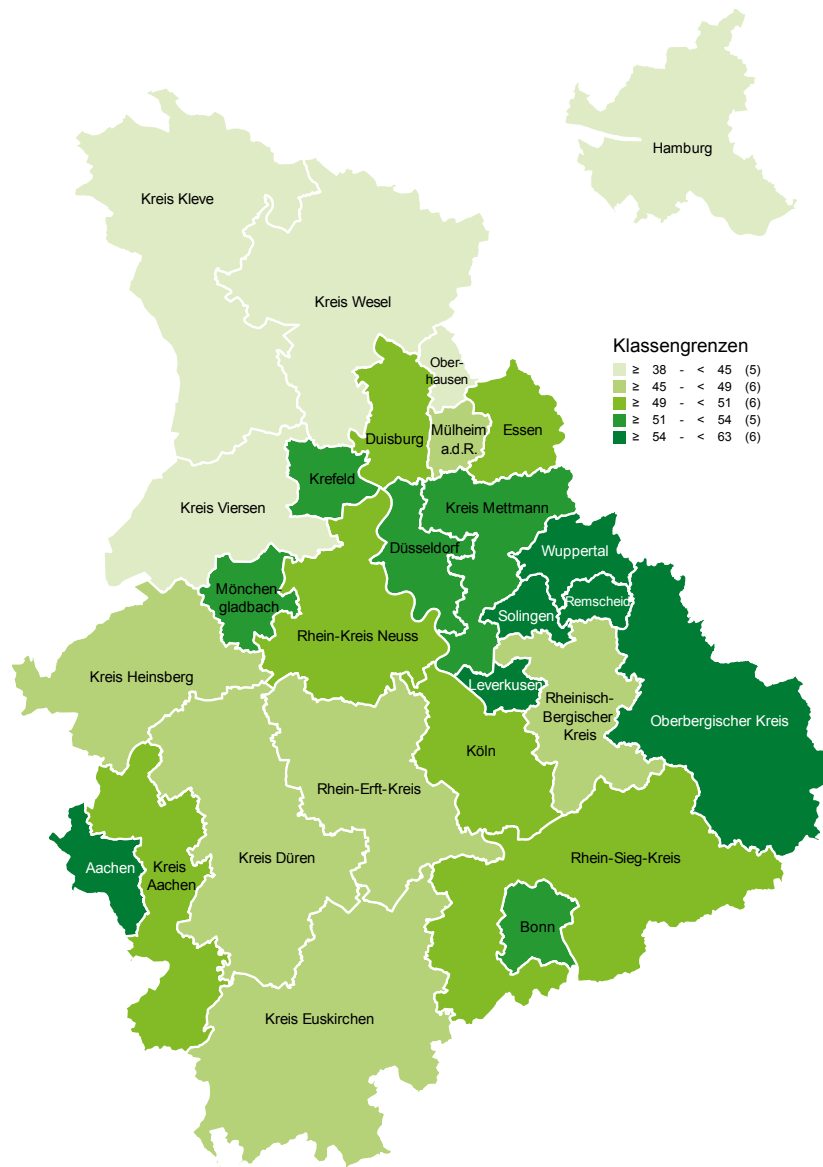 Hamburg
Kreis Kleve
Kreis Wesel
Klassengrenzen
≥ 38 - < 45 (5)
≥ 45 - < 49 (6)
≥ 49 - < 51 (6)
≥ 51 - < 54 (5)
≥ 54 - < 63 (6)
Ober-
hausen
Duisburg
Mülheim
a.d.R.
Essen
Krefeld
Kreis Viersen
Kreis Mettmann
Düsseldorf
Wuppertal
Mönchen
gladbach
Solingen
Remscheid
Rhein-Kreis Neuss
Kreis Heinsberg
Leverkusen
Rheinisch-
Bergischer
Kreis
Oberbergischer Kreis
Köln
Rhein-Erft-Kreis
Aachen
Kreis
Aachen
Kreis Düren
Rhein-Sieg-Kreis
Bonn
Kreis Euskirchen